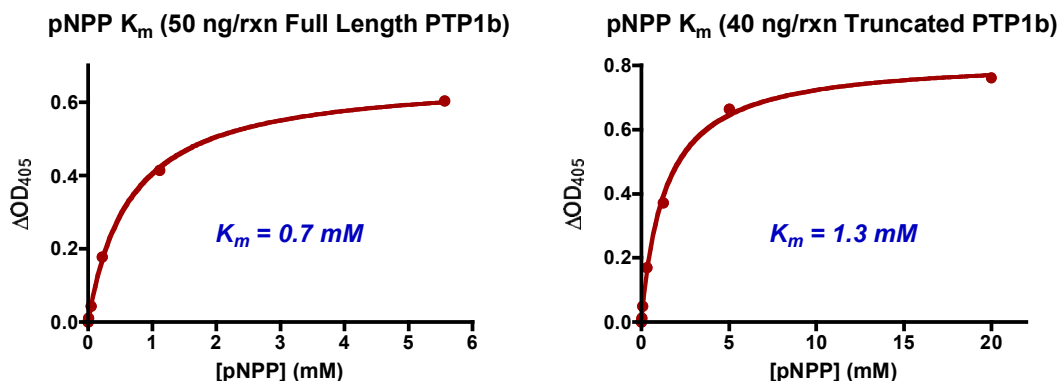 pNPP Km (50 ng/rxn Full Length PTP1b)
0.6
0.4
0.2
0.0
ΔOD405
Km = 0.7 mM
0 1 2 3 4 5 6
[pNPP] (mM)
pNPP Km (40 ng/rxn Truncated PTP1b)
0.8
0.6
0.4
0.2
0.0
ΔOD405
Km = 1.3 mM
0 5 10 15 20
[pNPP] (mM)